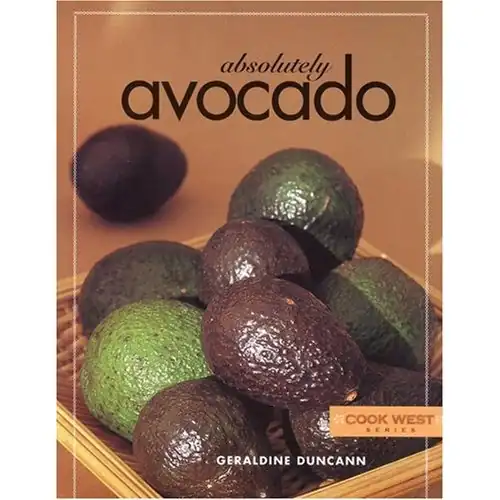 absolutely
avocado
COOK WEST
SERIES
GERALDINE DUNCANN